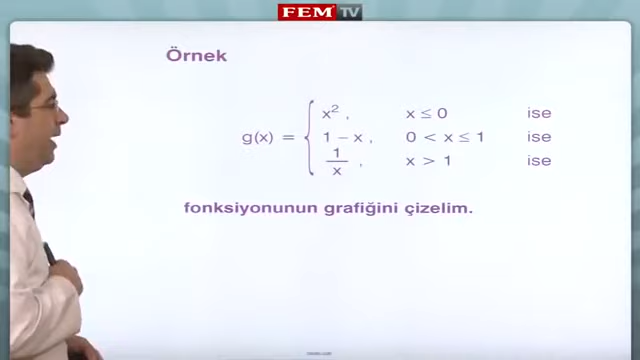 FEM TV
Örnek
g(x) = { x², x ≤ 0 ise
1 − x, 0 < x ≤ 1 ise
1/x, x > 1 ise
fonksiyonunun grafiğini çizelim.